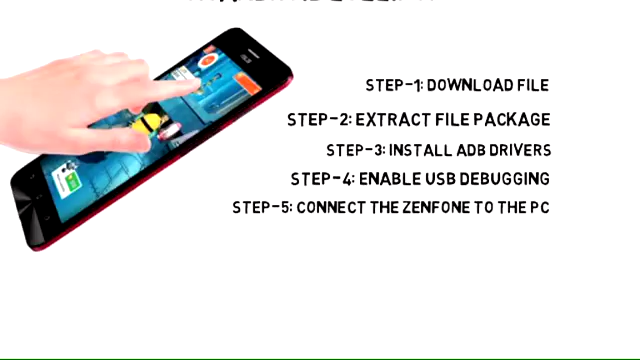 STEP-1: DOWNLOAD FILE
STEP-2: EXTRACT FILE PACKAGE
STEP-3: INSTALL ADB DRIVERS
STEP-4: ENABLE USB DEBUGGING
STEP-5: CONNECT THE ZENFONE TO THE PC